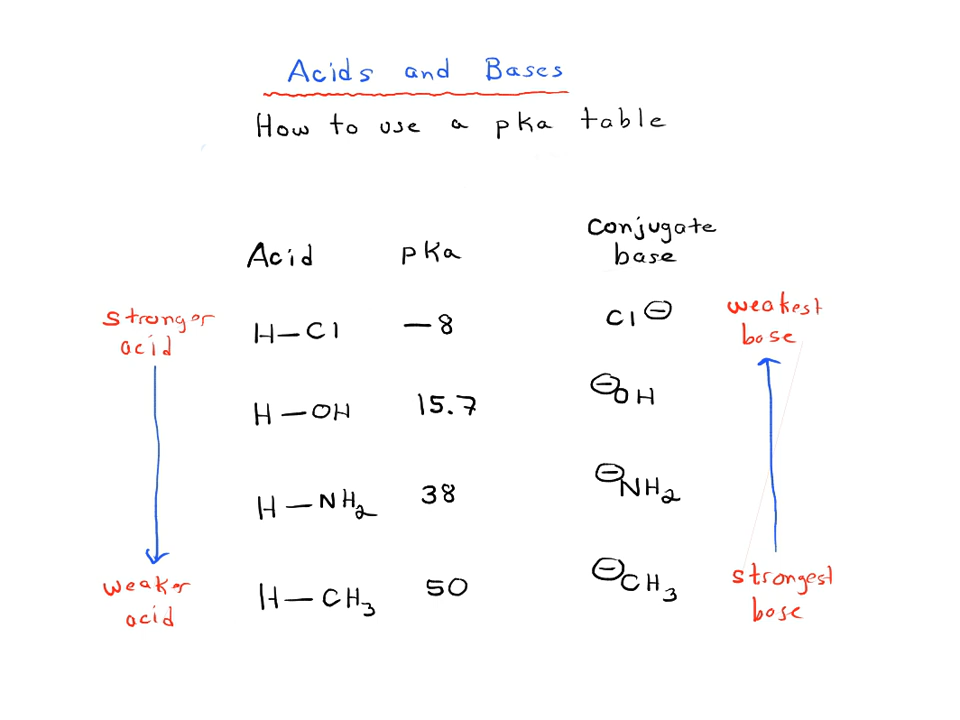 Acids and Bases
How to use a pka table
Acid pKa conjugate base
stronger acid
H—Cl —8 Cl⊖
weakest base
H—OH 15.7 ⊖OH
H—NH₂ 38 ⊖NH₂
weaker acid
H—CH₃ 50 ⊖CH₃
strongest base